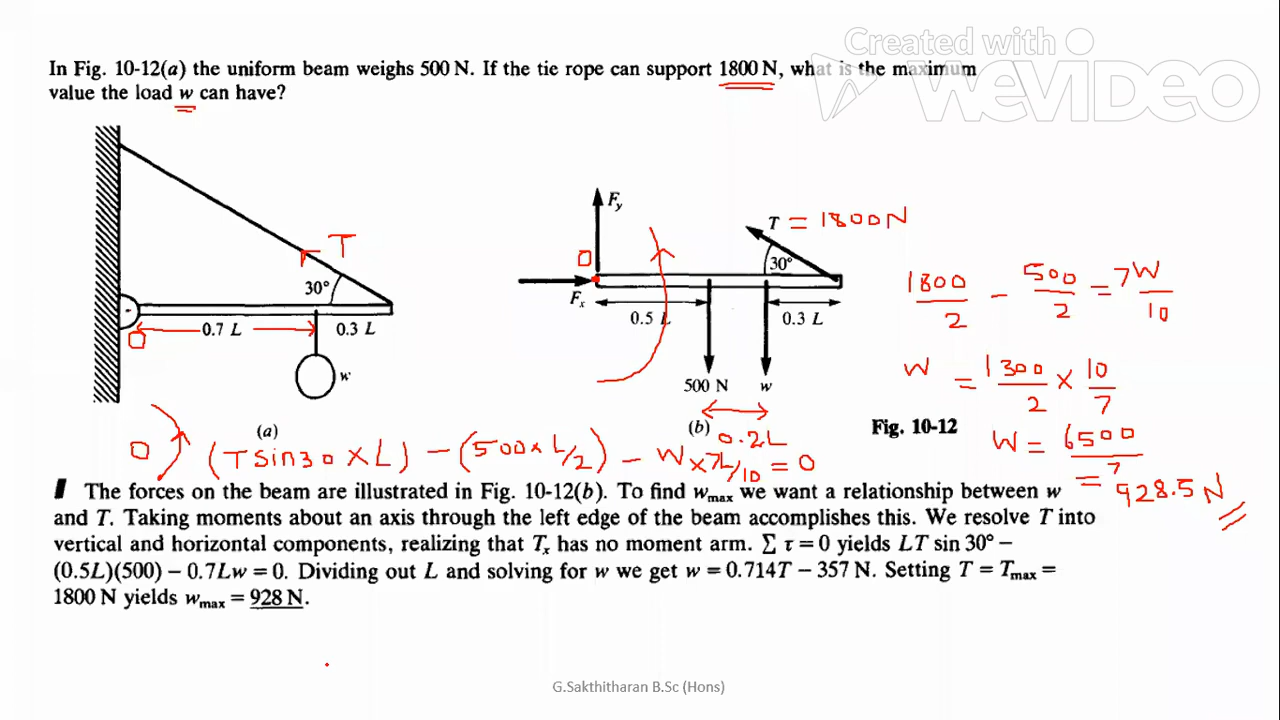 Created with
WEVIDEO
In Fig. 10-12(a) the uniform beam weighs 500 N. If the tie rope can support 1800 N, what is the maximum
value the load w can have?
T
30°
0.7 L
0.3 L
O
w
(a)
F_y
O
F_x
T = 1800N
30°
0.5 L
0.3 L
500 N
w
(b)
0.2L
Fig. 10-12
1800/2 − 500/2 = 7W/10
W = 1300/2 × 10/7
W = 6500/7
= 928.5 N
O (T sin30 × L) − (500 × L/2) − W × 7L/10 = 0
The forces on the beam are illustrated in Fig. 10-12(b). To find w_max we want a relationship between w
and T. Taking moments about an axis through the left edge of the beam accomplishes this. We resolve T into
vertical and horizontal components, realizing that T_x has no moment arm. ∑ τ = 0 yields LT sin 30° −
(0.5L)(500) − 0.7Lw = 0. Dividing out L and solving for w we get w = 0.714T − 357 N. Setting T = T_max =
1800 N yields w_max = 928 N.
G.Sakthitharan B.Sc (Hons)